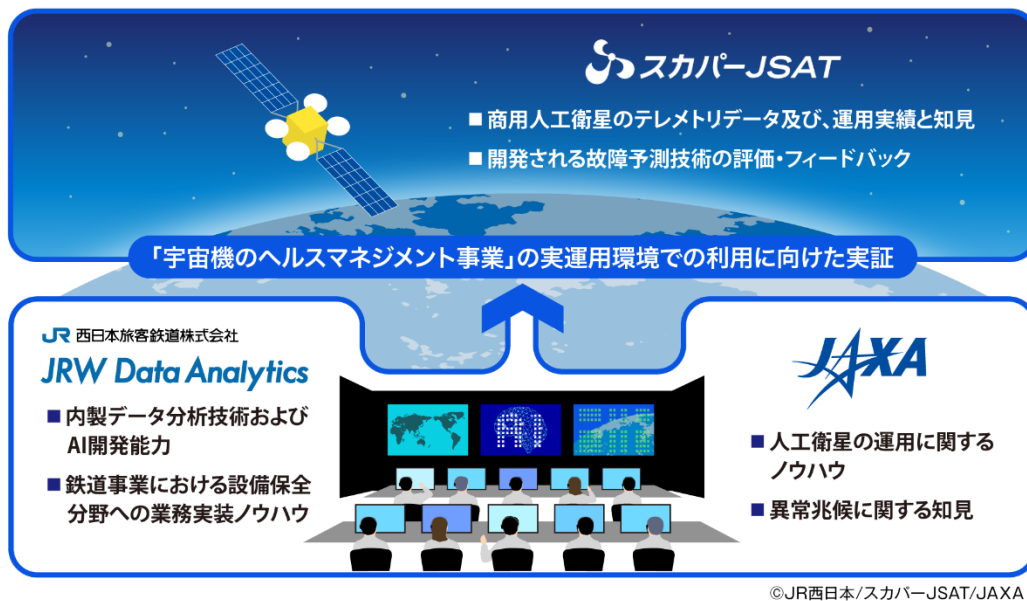 スカパーJSAT
■ 商用人工衛星のテレメトリデータ及び、運用実績と知見
■ 開発される故障予測技術の評価・フィードバック
「宇宙機のヘルスマネジメント事業」の実運用環境での利用に向けた実証
JR 西日本旅客鉄道株式会社
JRW Data Analytics
■ 内製データ分析技術および
AI開発能力
■ 鉄道事業における設備保全
分野への業務実装ノウハウ
AI
JAXA
■ 人工衛星の運用に関する
ノウハウ
■ 異常兆候に関する知見
©JR西日本/スカパーJSAT/JAXA